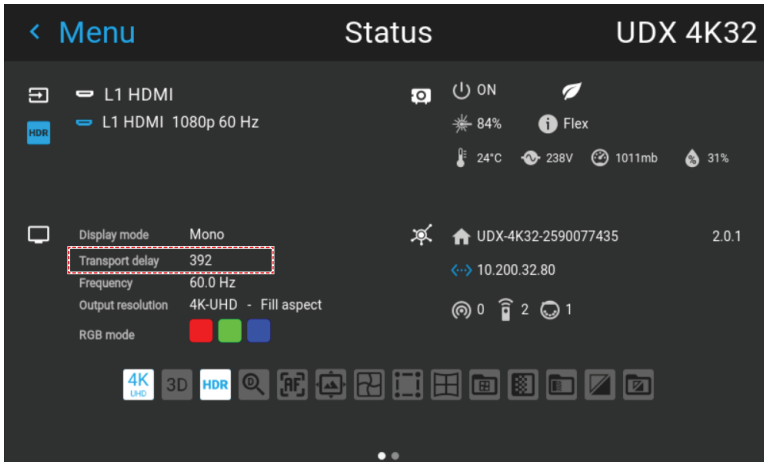 Menu Status UDX 4K32
L1 HDMI
HDR L1 HDMI 1080p 60 Hz
ON
84% Flex
24°C 238V 1011mb 31%
Display mode Mono
Transport delay 392
Frequency 60.0 Hz
Output resolution 4K-UHD - Fill aspect
RGB mode
UDX-4K32-2590077435 2.0.1
10.200.32.80
0 2 1
4K UHD 3D HDR D AF